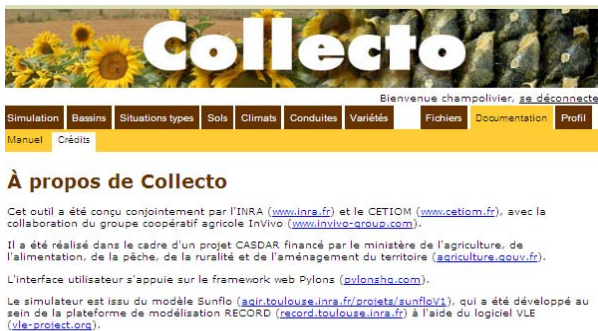 Collecto
Bienvenue champolivier, se déconnecte
Simulation Bassins Situations types Sols Climats Conduites Variétés Fichiers Documentation Profil
Manuel Crédits
À propos de Collecto
Cet outil a été conçu conjointement par l'INRA (www.inra.fr) et le CETIOM (www.cetiom.fr), avec la
collaboration du groupe coopératif agricole InVivo (www.invivo-group.com).
Il a été réalisé dans le cadre d'un projet CASDAR financé par le ministère de l'agriculture, de
l'alimentation, de la pêche, de la ruralité et de l'aménagement du territoire (agriculture.gouv.fr).
L'interface utilisateur s'appuie sur le framework web Pylons (pylonshq.com).
Le simulateur est issu du modèle Sunflo (agir.toulouse.inra.fr/projets/sunfloV1), qui a été développé au
sein de la plateforme de modélisation RECORD (record.toulouse.inra.fr) à l'aide du logiciel VLE
(vle-project.org).